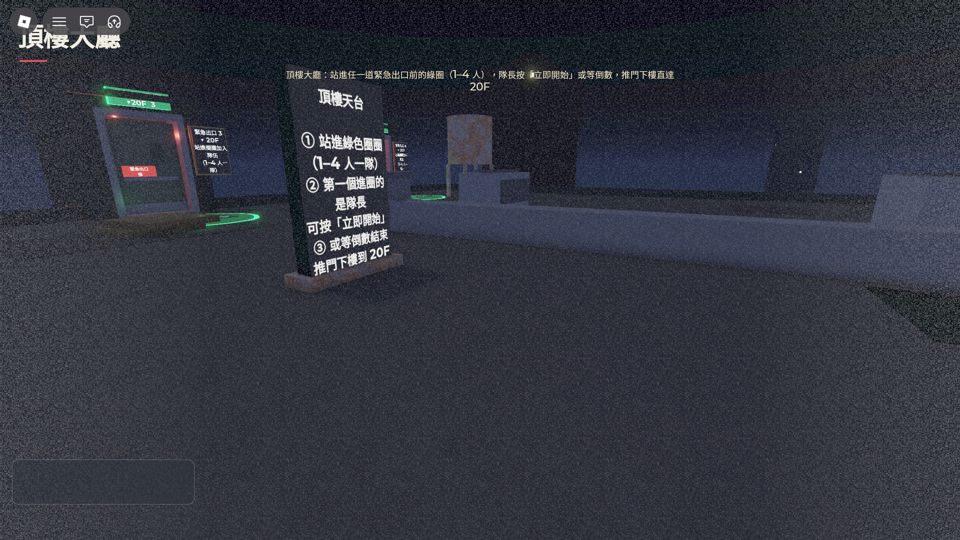 頂樓大廳
頂樓大廳：站進任一道緊急出口前的綠圈（1–4 人），隊長按「立即開始」或等倒數，推門下樓直達
20F
頂樓天台
① 站進綠色圈圈
（1–4 人一隊）
② 第一個進圈的
是隊長
可按「立即開始」
③ 或等倒數結束
推門下樓到 20F
20F 3
緊急出口 3
→ 20F
緊急出口